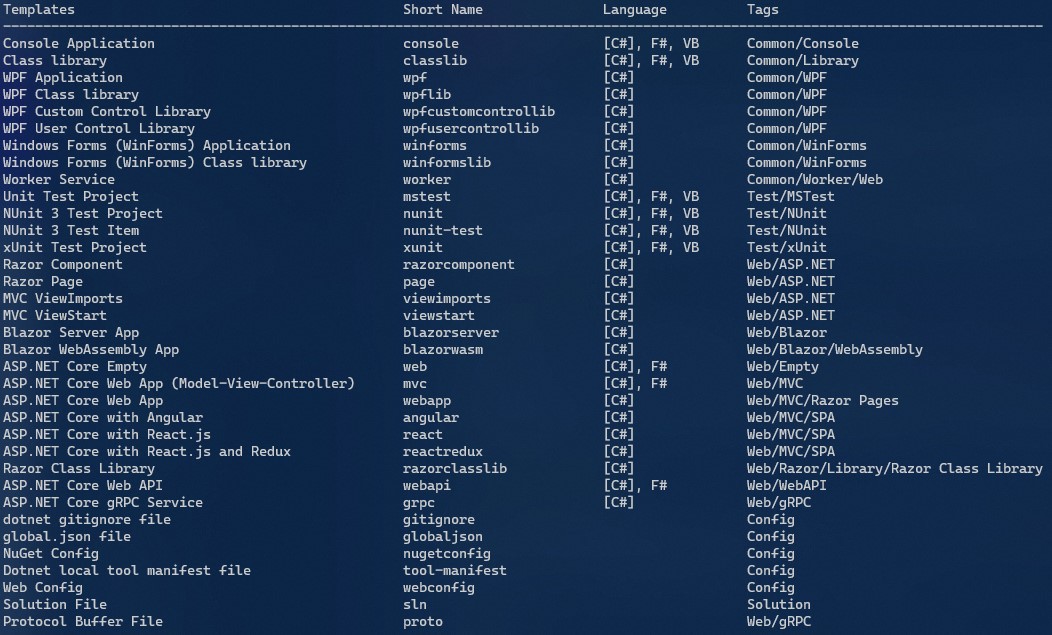 Templates Short Name Language Tags
Console Application console [C#], F#, VB Common/Console
Class library classlib [C#], F#, VB Common/Library
WPF Application wpf [C#] Common/WPF
WPF Class library wpflib [C#] Common/WPF
WPF Custom Control Library wpfcustomcontrollib [C#] Common/WPF
WPF User Control Library wpfusercontrollib [C#] Common/WPF
Windows Forms (WinForms) Application winforms [C#] Common/WinForms
Windows Forms (WinForms) Class library winformslib [C#] Common/WinForms
Worker Service worker [C#] Common/Worker/Web
Unit Test Project mstest [C#], F#, VB Test/MSTest
NUnit 3 Test Project nunit [C#], F#, VB Test/NUnit
NUnit 3 Test Item nunit-test [C#], F#, VB Test/NUnit
xUnit Test Project xunit [C#], F#, VB Test/xUnit
Razor Component razorcomponent [C#] Web/ASP.NET
Razor Page page [C#] Web/ASP.NET
MVC ViewImports viewimports [C#] Web/ASP.NET
MVC ViewStart viewstart [C#] Web/ASP.NET
Blazor Server App blazorserver [C#] Web/Blazor
Blazor WebAssembly App blazorwasm [C#] Web/Blazor/WebAssembly
ASP.NET Core Empty web [C#], F# Web/Empty
ASP.NET Core Web App (Model-View-Controller) mvc [C#], F# Web/MVC
ASP.NET Core Web App webapp [C#] Web/MVC/Razor Pages
ASP.NET Core with Angular angular [C#] Web/MVC/SPA
ASP.NET Core with React.js react [C#] Web/MVC/SPA
ASP.NET Core with React.js and Redux reactredux [C#] Web/MVC/SPA
Razor Class Library razorclasslib [C#] Web/Razor/Library/Razor Class Library
ASP.NET Core Web API webapi [C#], F# Web/WebAPI
ASP.NET Core gRPC Service grpc [C#] Web/gRPC
dotnet gitignore file gitignore Config
global.json file globaljson Config
NuGet Config nugetconfig Config
Dotnet local tool manifest file tool-manifest Config
Web Config webconfig Config
Solution File sln Solution
Protocol Buffer File proto Web/gRPC